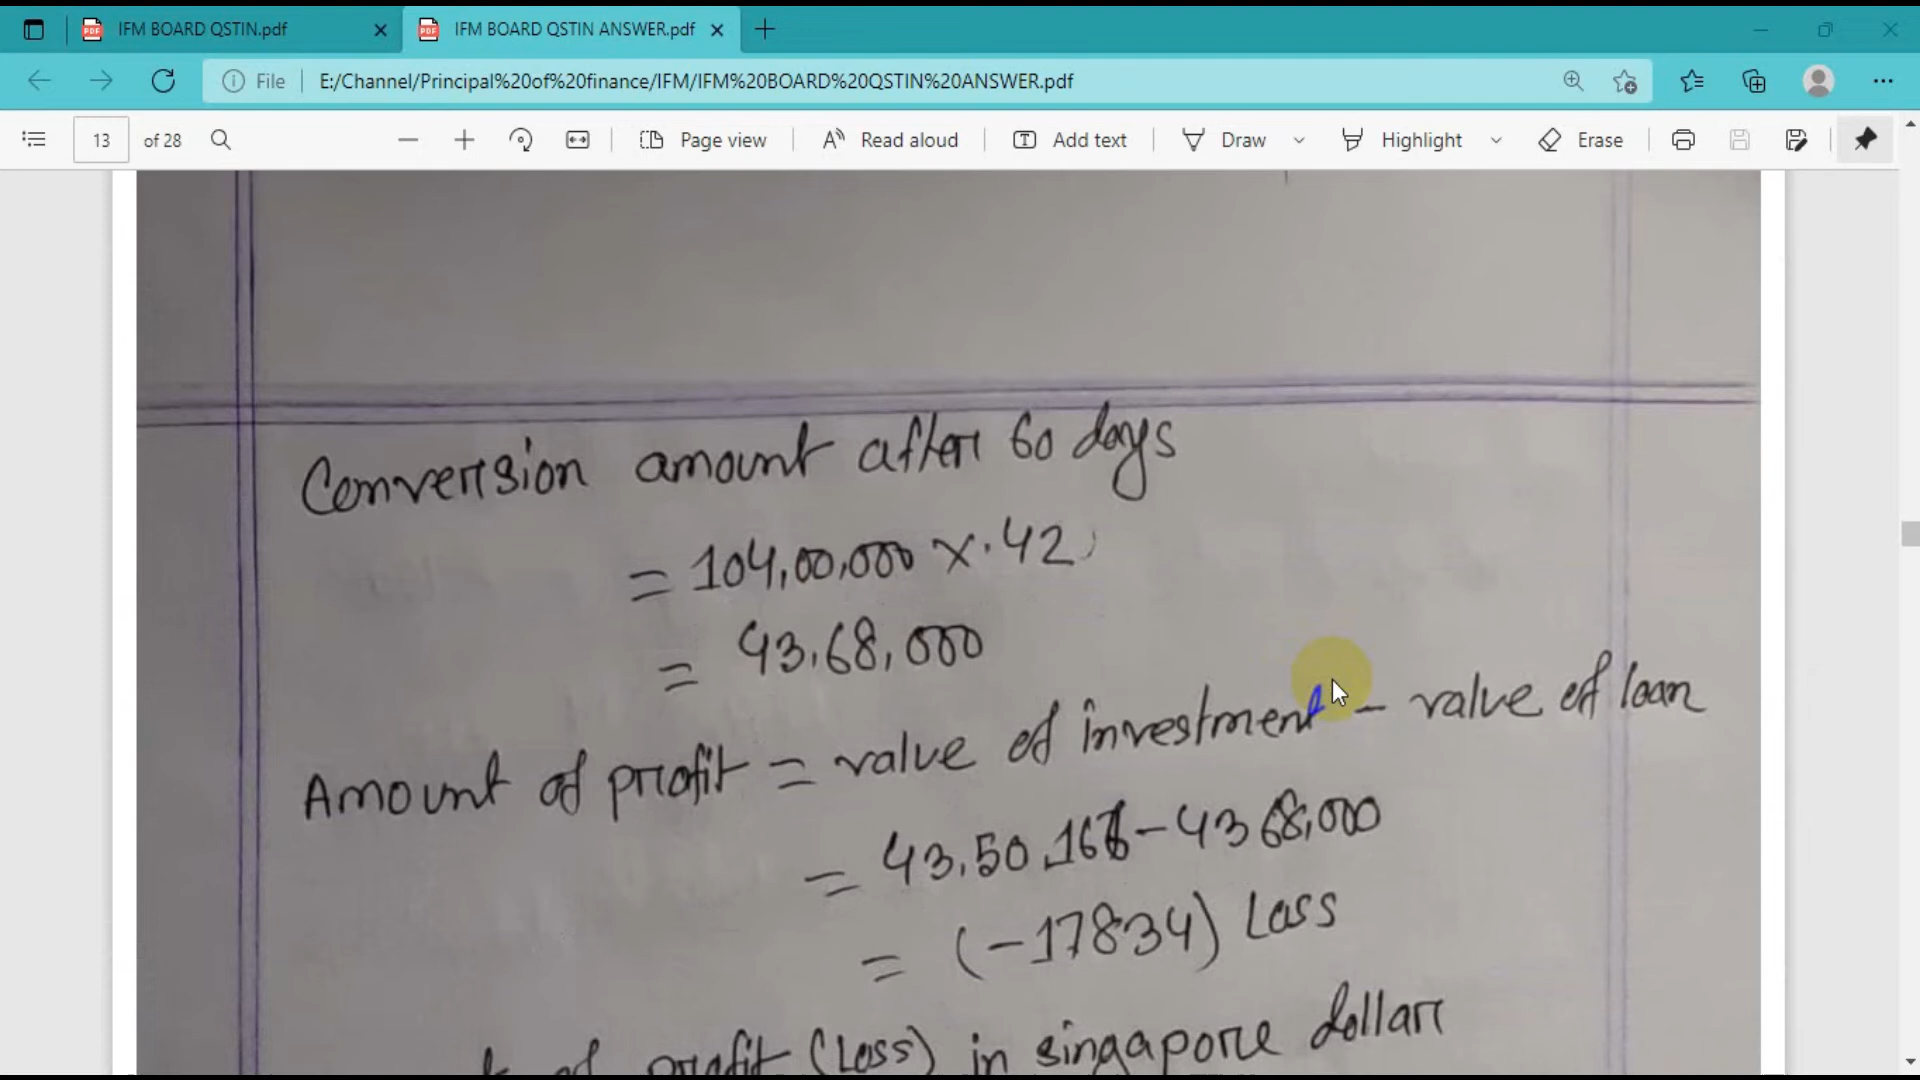 IFM BOARD QSTIN.pdf
IFM BOARD QSTIN ANSWER.pdf
File
E:/Channel/Principal%20of%20finance/IFM/IFM%20BOARD%20QSTIN%20ANSWER.pdf
13 of 28
Page view
Read aloud
Add text
Draw
Highlight
Erase
Conversion amount after 60 days
= 104,00,000 x .42
= 43,68,000
Amount of profit = value of investment - value of loan
= 43,50,166 - 4368,000
= (-17834) Loss
of profit (Loss) in singapore dollar